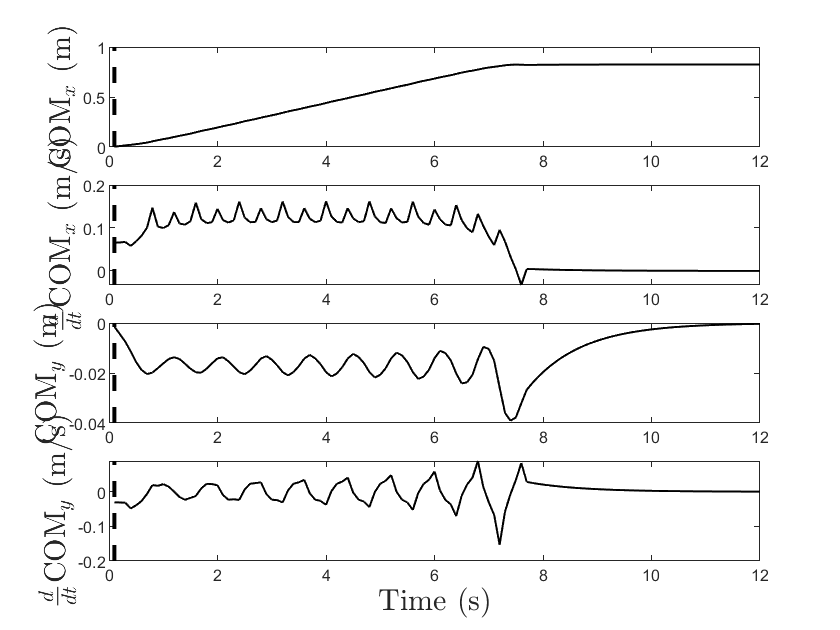 COM_x (m)
1
0.5
0
0 2 4 6 8 10 12
d/dt COM_x (m/s)
0.2
0.1
0
0 2 4 6 8 10 12
COM_y (m)
0
-0.02
-0.04
0 2 4 6 8 10 12
d/dt COM_y (m/s)
0
-0.1
-0.2
0 2 4 6 8 10 12
Time (s)